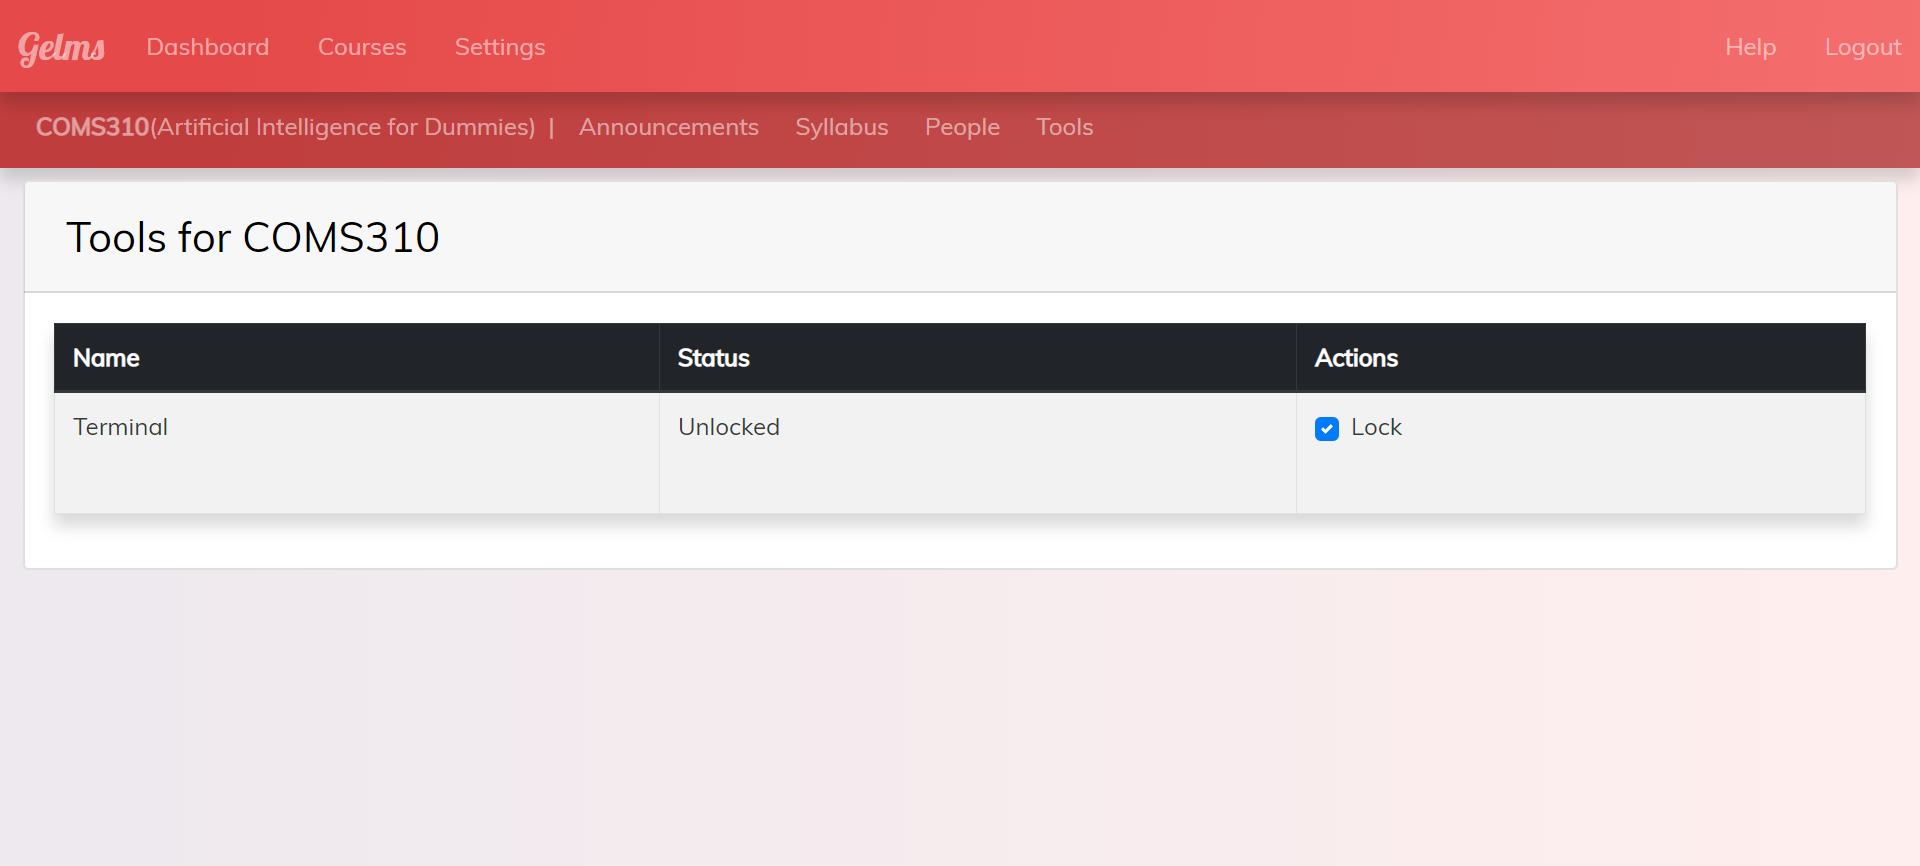 Gelms Dashboard Courses Settings Help Logout
COMS310(Artificial Intelligence for Dummies) | Announcements Syllabus People Tools
Tools for COMS310
Name Status Actions
Terminal Unlocked Lock